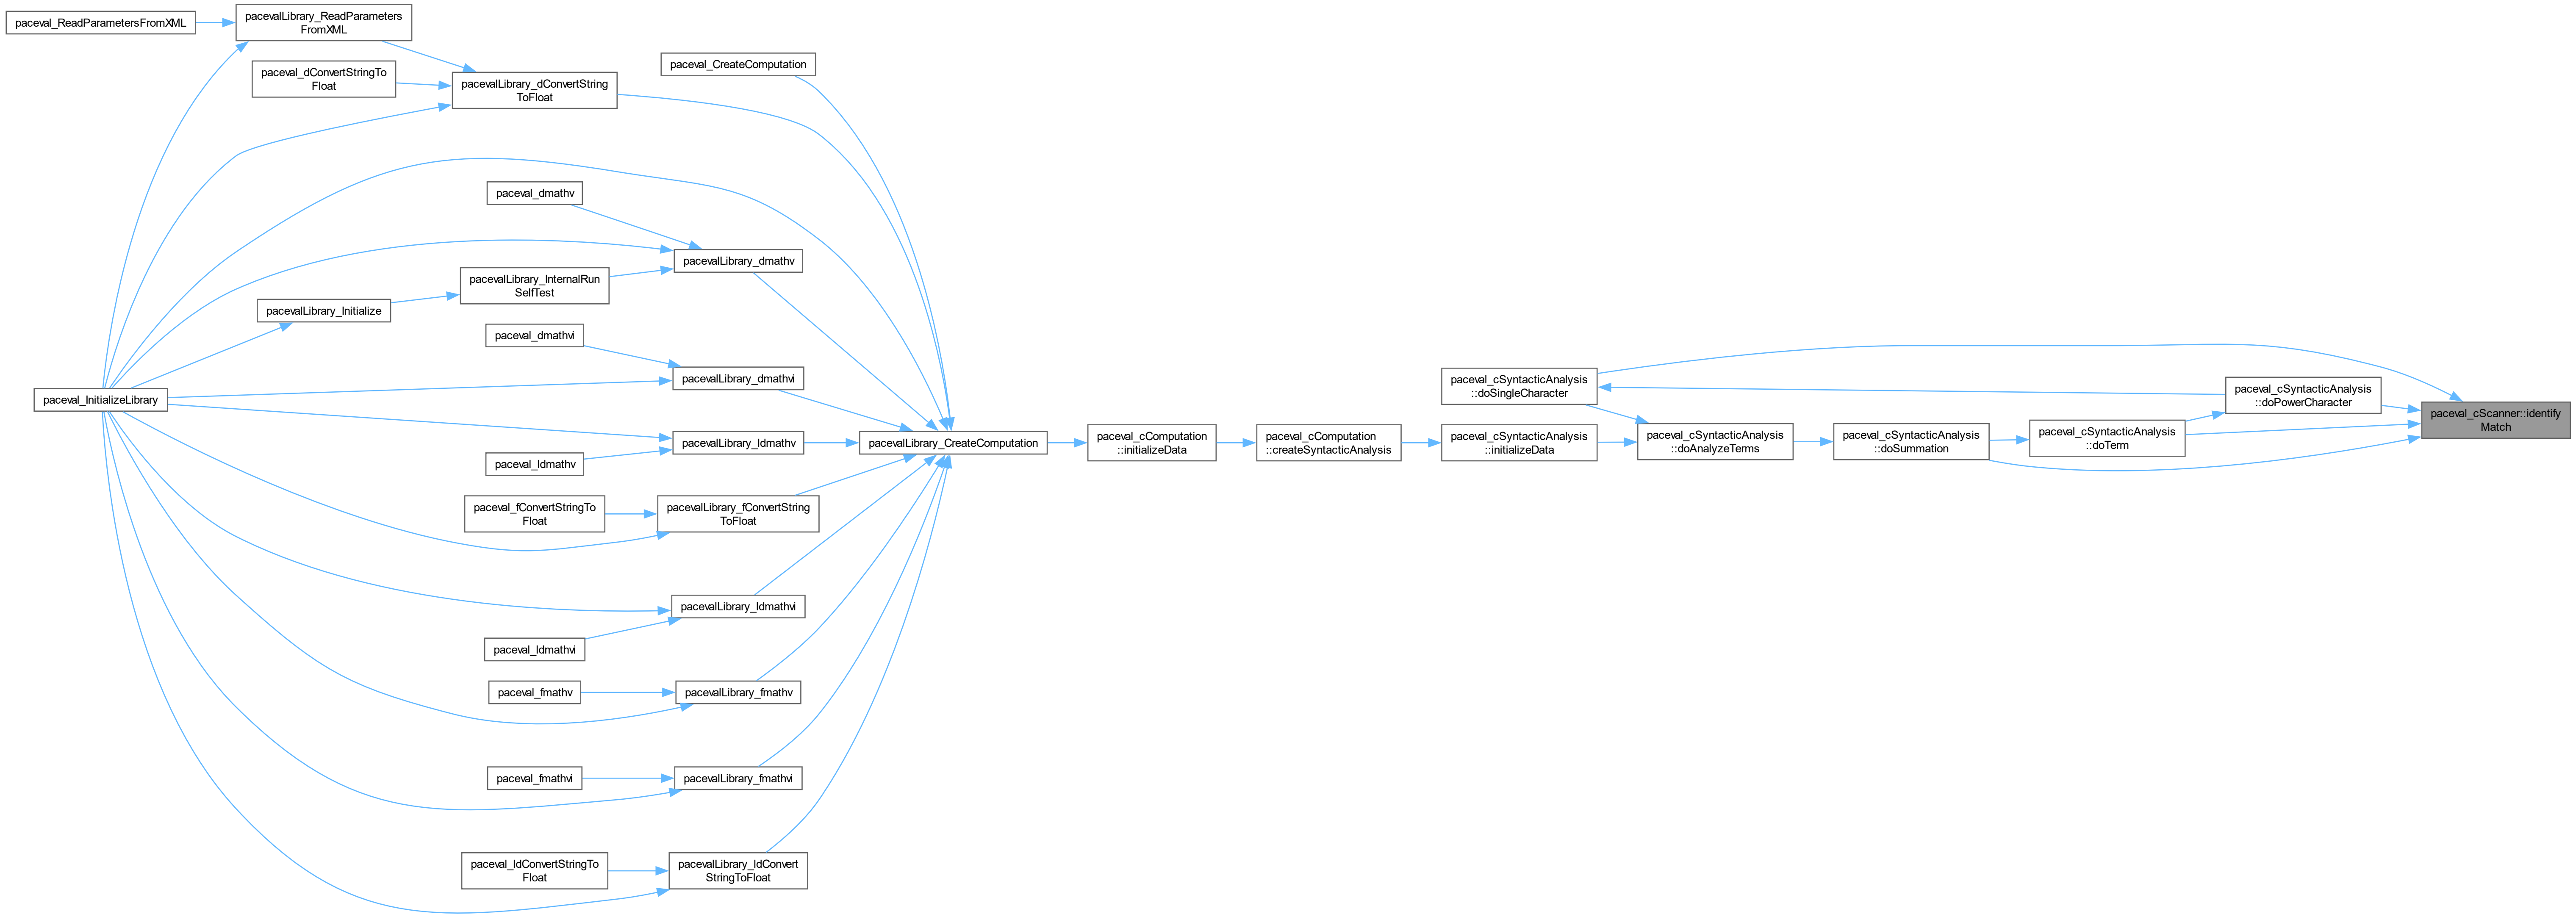 paceval_ReadParametersFromXML
pacevalLibrary_ReadParameters
FromXML
paceval_dConvertStringTo
Float
pacevalLibrary_dConvertString
ToFloat
paceval_CreateComputation
paceval_dmathv
pacevalLibrary_dmathv
pacevalLibrary_InternalRun
SelfTest
pacevalLibrary_Initialize
paceval_dmathvi
pacevalLibrary_dmathvi
paceval_InitializeLibrary
pacevalLibrary_ldmathv
paceval_ldmathv
pacevalLibrary_CreateComputation
paceval_cComputation
::initializeData
paceval_cComputation
::createSyntacticAnalysis
paceval_cSyntacticAnalysis
::initializeData
paceval_cSyntacticAnalysis
::doSingleCharacter
paceval_cSyntacticAnalysis
::doAnalyzeTerms
paceval_cSyntacticAnalysis
::doSummation
paceval_cSyntacticAnalysis
::doTerm
paceval_cSyntacticAnalysis
::doPowerCharacter
paceval_cScanner::identify
Match
paceval_fConvertStringTo
Float
pacevalLibrary_fConvertString
ToFloat
pacevalLibrary_ldmathvi
paceval_ldmathvi
paceval_fmathv
pacevalLibrary_fmathv
paceval_fmathvi
pacevalLibrary_fmathvi
paceval_ldConvertStringTo
Float
pacevalLibrary_ldConvert
StringToFloat